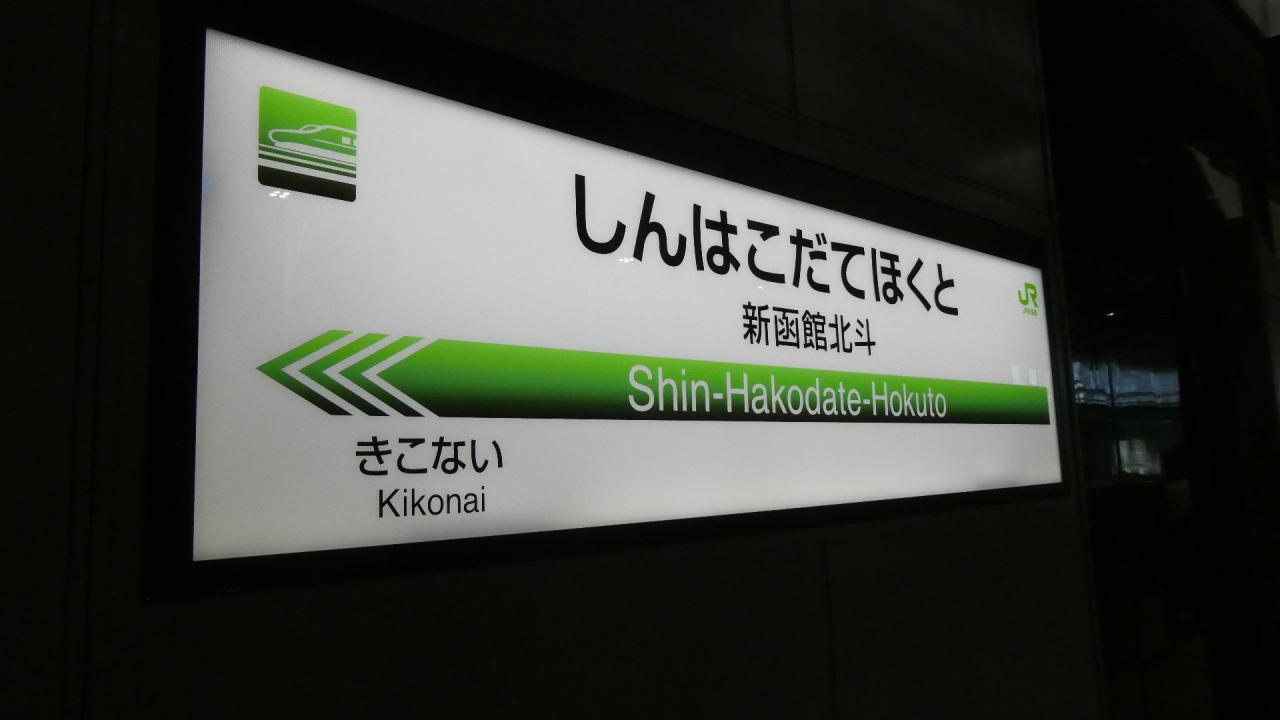 しんはこだてほくと
JR
新函館北斗
Shin-Hakodate-Hokuto
きこない
Kikonai